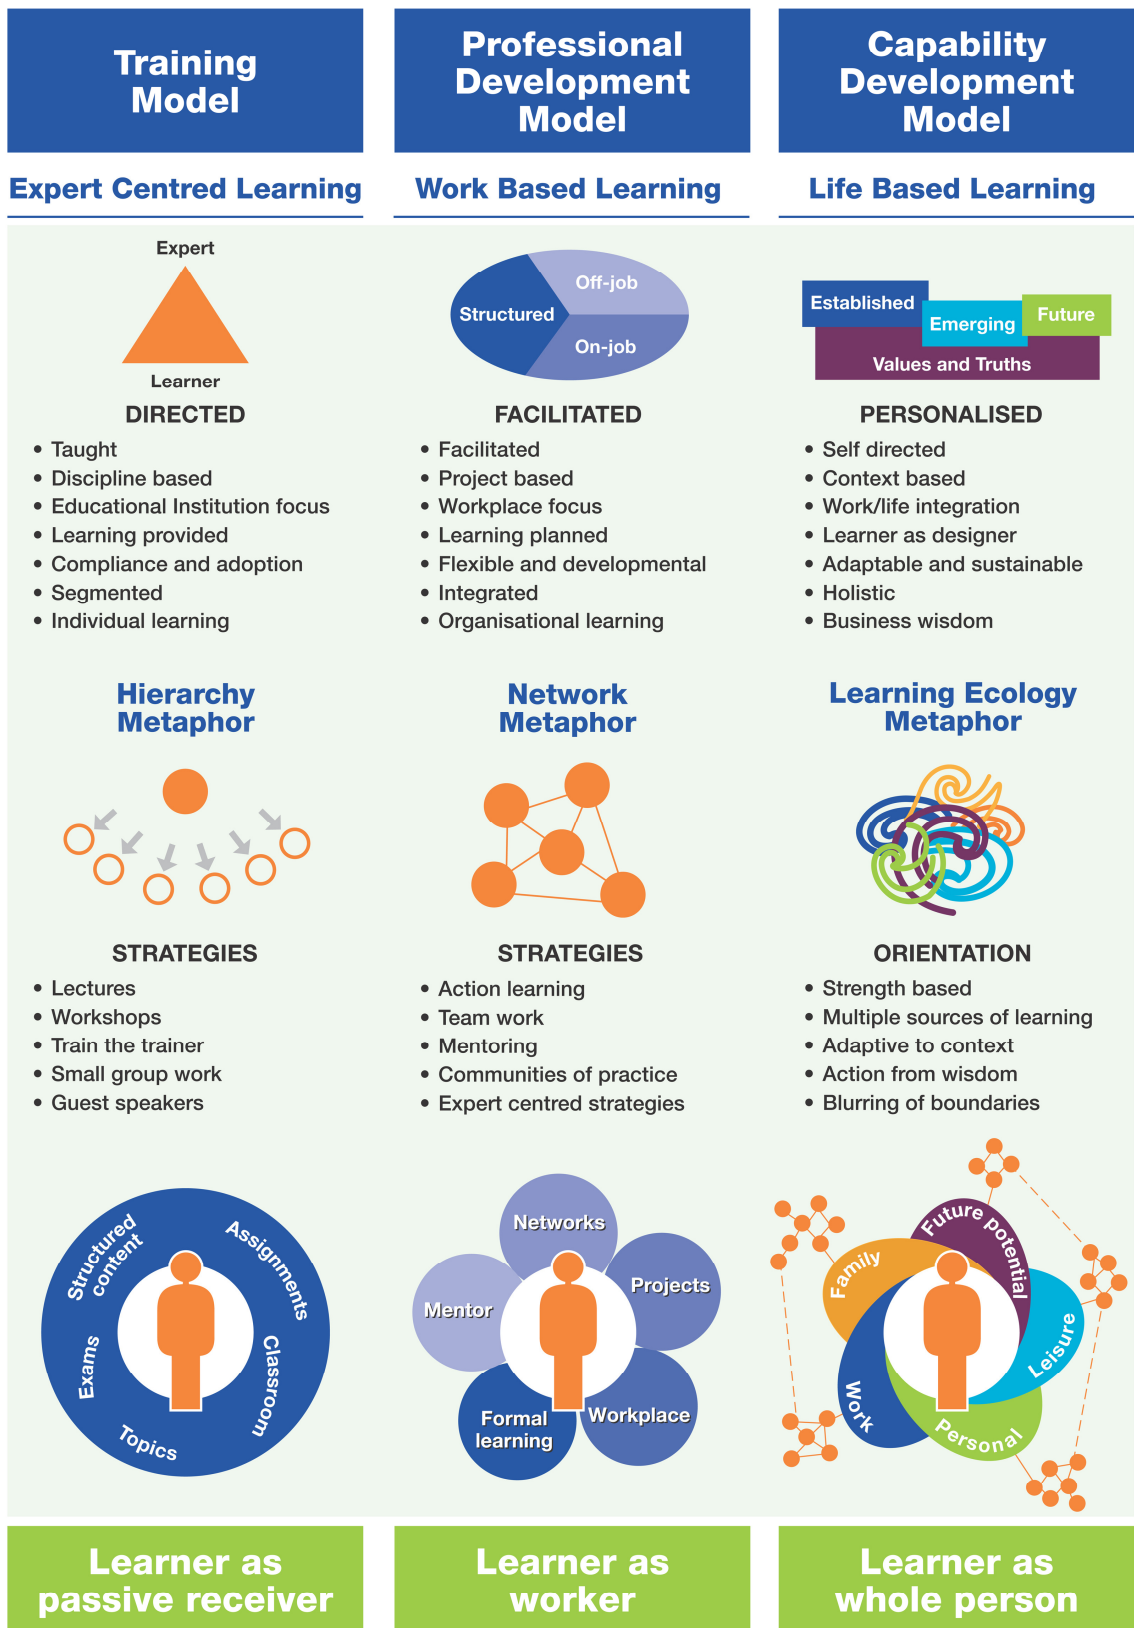 Training
Model
Expert Centred Learning
Expert
Learner
DIRECTED
• Taught
• Discipline based
• Educational Institution focus
• Learning provided
• Compliance and adoption
• Segmented
• Individual learning
Hierarchy
Metaphor
STRATEGIES
• Lectures
• Workshops
• Train the trainer
• Small group work
• Guest speakers
Structured
content
Assignments
Classroom
Topics
Exams
Learner as
passive receiver
Professional
Development
Model
Work Based Learning
Structured
Off-job
On-job
FACILITATED
• Facilitated
• Project based
• Workplace focus
• Learning planned
• Flexible and developmental
• Integrated
• Organisational learning
Network
Metaphor
STRATEGIES
• Action learning
• Team work
• Mentoring
• Communities of practice
• Expert centred strategies
Networks
Projects
Workplace
Formal
learning
Mentor
Learner as
worker
Capability
Development
Model
Life Based Learning
Established
Emerging
Future
Values and Truths
PERSONALISED
• Self directed
• Context based
• Work/life integration
• Learner as designer
• Adaptable and sustainable
• Holistic
• Business wisdom
Learning Ecology
Metaphor
ORIENTATION
• Strength based
• Multiple sources of learning
• Adaptive to context
• Action from wisdom
• Blurring of boundaries
Future potential
Leisure
Personal
Work
Family
Learner as
whole person